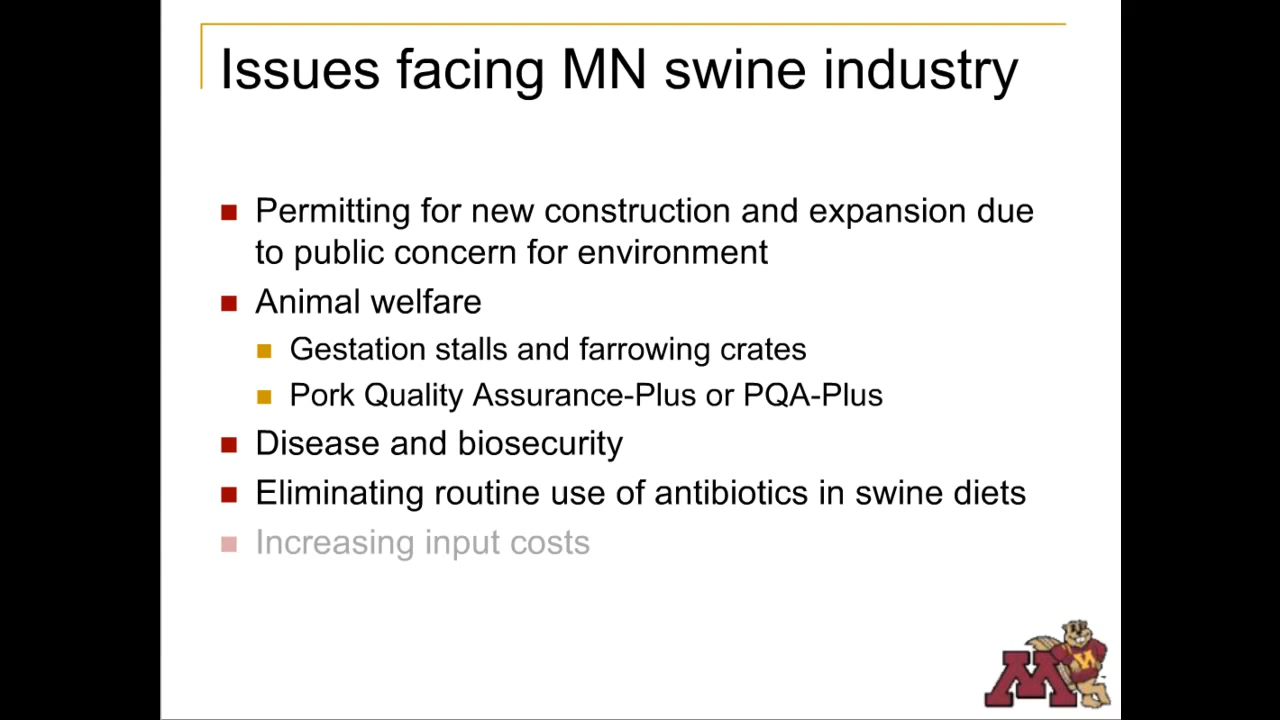 Issues facing MN swine industry
Permitting for new construction and expansion due
to public concern for environment
Animal welfare
Gestation stalls and farrowing crates
Pork Quality Assurance-Plus or PQA-Plus
Disease and biosecurity
Eliminating routine use of antibiotics in swine diets
Increasing input costs
M